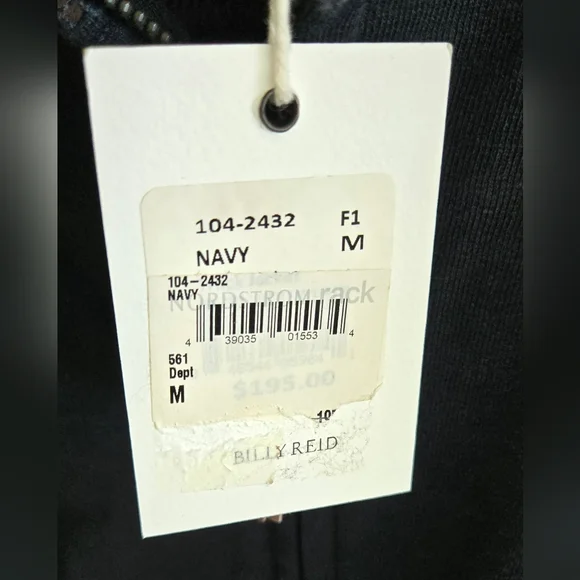 104-2432 F1
NAVY M
104-2432
NAVY
NORDSTROM rack
4 39035 01553 4
561
Dept
$195.00
M
BILLY REID